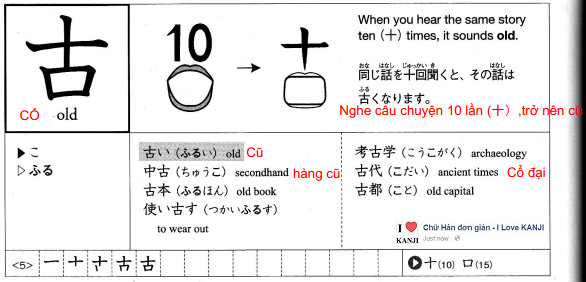 古
CỔ old
10
十
When you hear the same story
ten (十) times, it sounds old.
おな はなし じゅっかい き はなし
同じ話を十回聞くと、その話は
ふる
古くなります。
Nghe câu chuyện 10 lần (十) ,trở nên cũ
▶ こ
▷ ふる
古い（ふるい） old Cũ
中古（ちゅうこ） secondhand hàng cũ
古本（ふるほん） old book
使い古す（つかいふるす）
to wear out
考古学（こうこがく） archaeology
古代（こだい） ancient times Cổ đại
古都（こと） old capital
I ❤ KANJI
Chữ Hán đơn giản - I Love KANJI
Just now
<5> 一 十 古 古
十(10) 口(15)